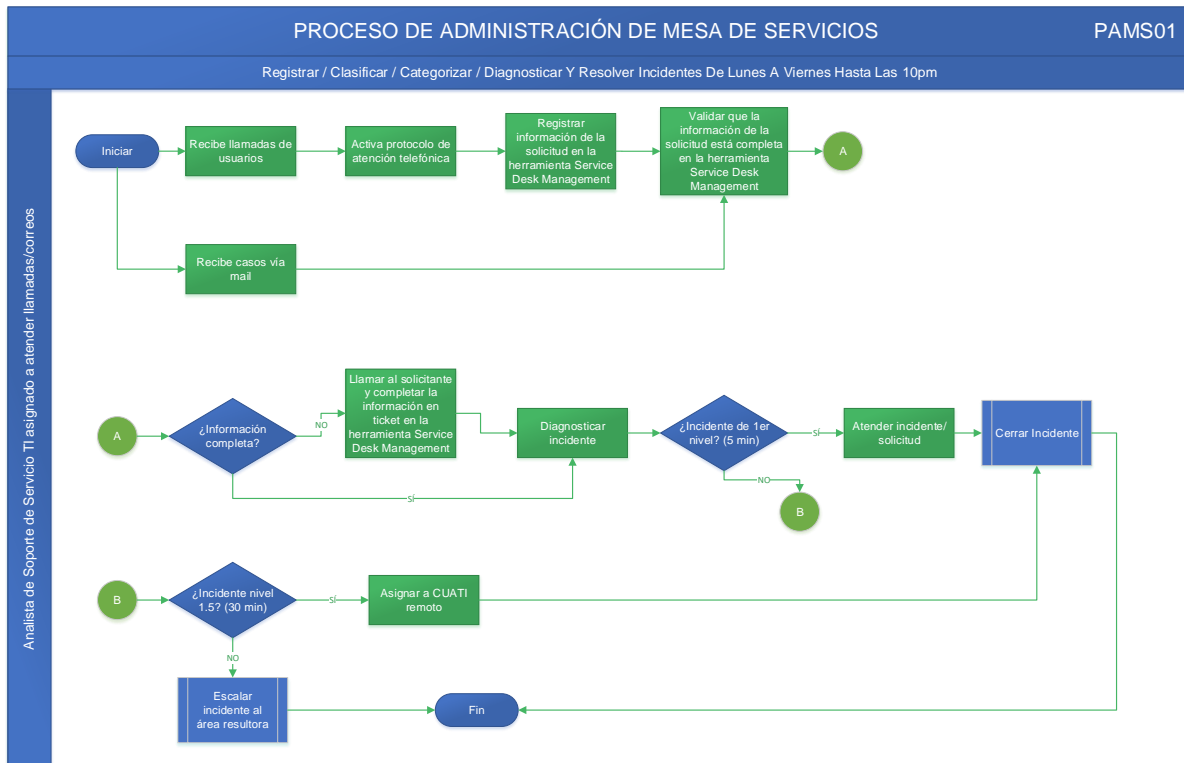 PROCESO DE ADMINISTRACIÓN DE MESA DE SERVICIOS
PAMS01
Registrar / Clasificar / Categorizar / Diagnosticar Y Resolver Incidentes De Lunes A Viernes Hasta Las 10pm
Analista de Soporte de Servicio TI asignado a atender llamadas/correos
Iniciar
Recibe llamadas de
usuarios
Activa protocolo de
atención telefónica
Registrar
información de la
solicitud en la
herramienta Service
Desk Management
Validar que la
información de la
solicitud está completa
en la herramienta
Service Desk
Management
A
Recibe casos vía
mail
A
¿Información
completa?
NO
SÍ
Llamar al solicitante
y completar la
información en
ticket en la
herramienta Service
Desk Management
Diagnosticar
incidente
¿Incidente de 1er
nivel? (5 min)
SÍ
NO
B
Atender incidente/
solicitud
Cerrar Incidente
B
¿Incidente nivel
1.5? (30 min)
SÍ
NO
Asignar a CUATI
remoto
Escalar
incidente al
área resultora
Fin